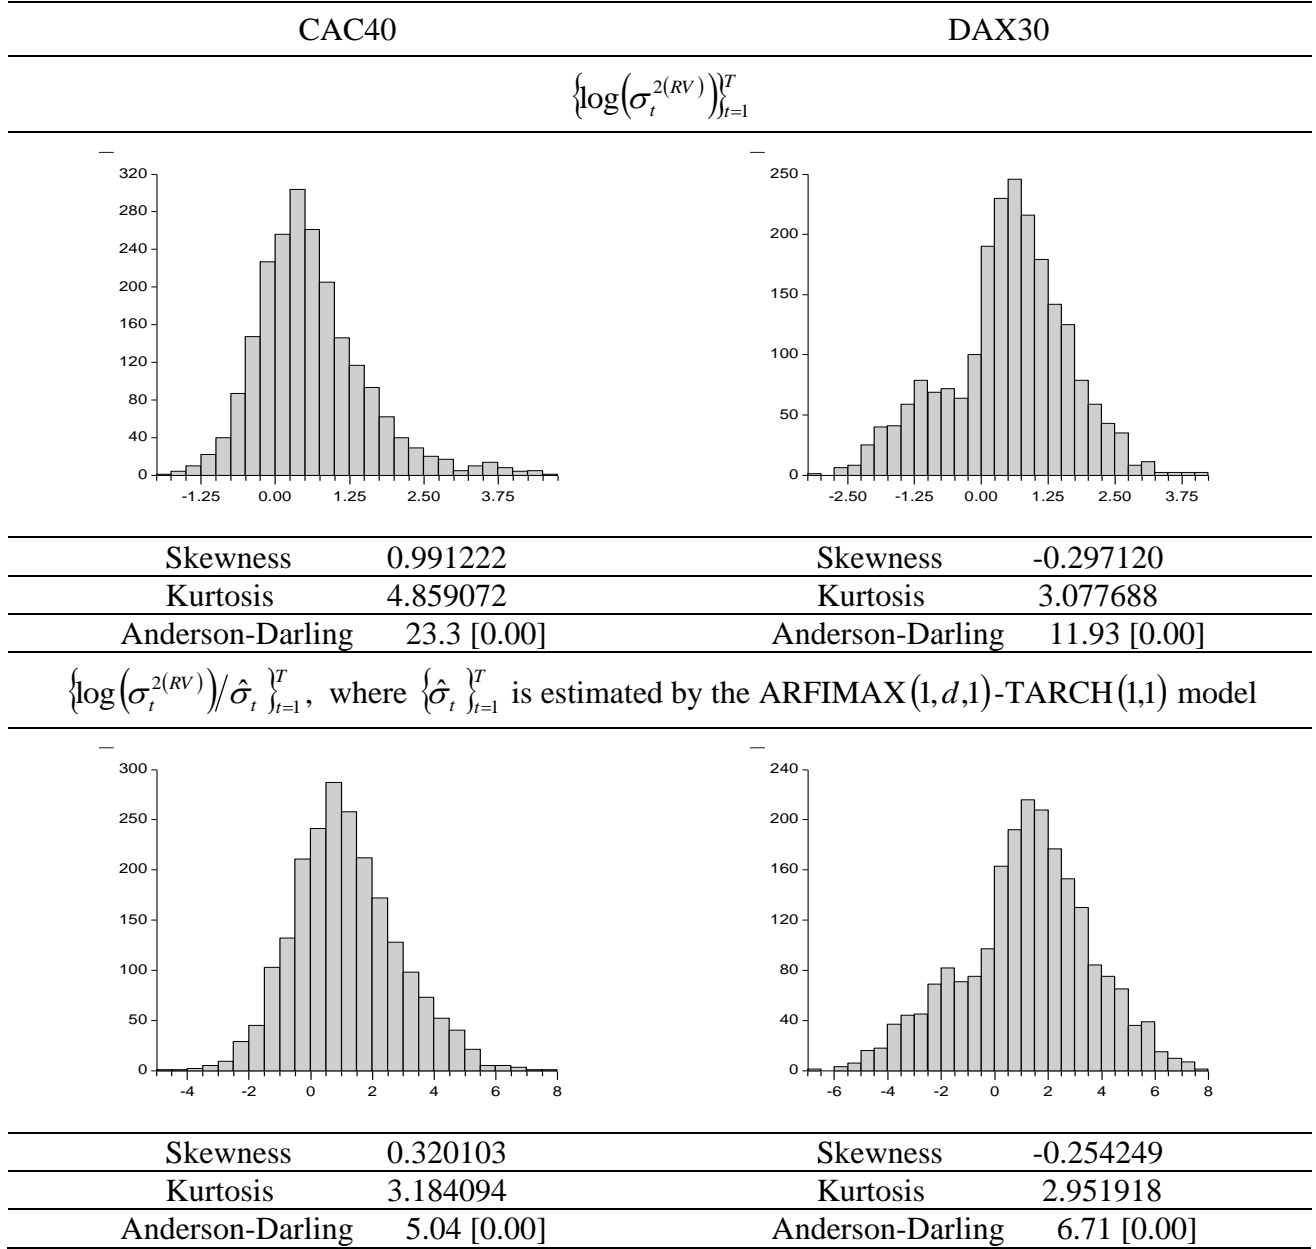 CAC40 DAX30
{log(σ_t^{2(RV)})}_{t=1}^T
320
280
240
200
160
120
80
40
0
-1.25 0.00 1.25 2.50 3.75
250
200
150
100
50
0
-2.50 -1.25 0.00 1.25 2.50 3.75
Skewness 0.991222 Skewness -0.297120
Kurtosis 4.859072 Kurtosis 3.077688
Anderson-Darling 23.3 [0.00] Anderson-Darling 11.93 [0.00]
{log(σ_t^{2(RV)})/σ̂_t}_{t=1}^T, where {σ̂_t}_{t=1}^T is estimated by the ARFIMAX(1,d,1)-TARCH(1,1) model
300
250
200
150
100
50
0
-4 -2 0 2 4 6 8
240
200
160
120
80
40
0
-6 -4 -2 0 2 4 6 8
Skewness 0.320103 Skewness -0.254249
Kurtosis 3.184094 Kurtosis 2.951918
Anderson-Darling 5.04 [0.00] Anderson-Darling 6.71 [0.00]